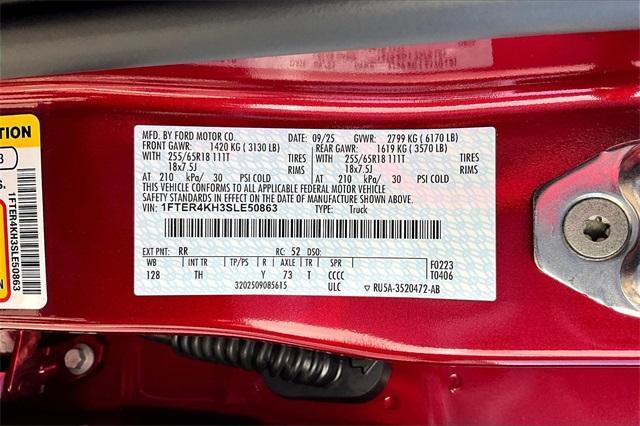 MFD. BY FORD MOTOR CO. 09/25 GVWR: 2799 KG ( 6170 LB)
FRONT GAWR: 1420 KG ( 3130 LB) REAR GAWR: 1619 KG ( 3570 LB)
WITH 255/65R18 111T TIRES WITH 255/65R18 111T TIRES
18x7.5J RIMS 18x7.5J RIMS
AT 210 kPa/ 30 PSI COLD AT 210 kPa/ 30 PSI COLD
THIS VEHICLE CONFORMS TO ALL APPLICABLE FEDERAL MOTOR VEHICLE
SAFETY STANDARDS IN EFFECT ON THE DATE OF MANUFACTURE SHOWN ABOVE.
VIN: 1FTER4KH3SLE50863 TYPE: Truck
EXT PNT: RR RC: 52 DSO:
WB INT TR TP/PS R AXLE TR SPR F0223
128 TH Y 73 T CCCC T0406
3202509085615 ULC ▽ RU5A-3520472-AB
TION
3
S.
1FTER4KH3SLE50863